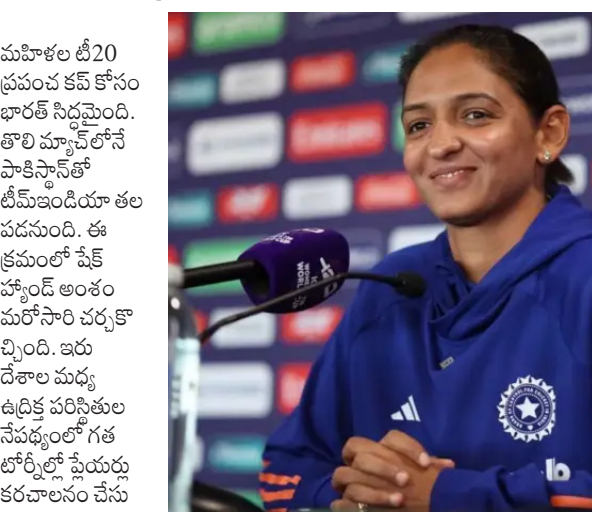 మహిళల టీ20
ప్రపంచ కప్ కోసం
భారత్ సిద్ధమైంది.
తొలి మ్యాచ్‌లోనే
పాకిస్థాన్‌తో
టీమ్ఇండియా తల
పడనుంది. ఈ
క్రమంలో షేక్
హ్యాండ్ అంశం
మరోసారి చర్చకొ
చ్చింది. ఇరు
దేశాల మధ్య
ఉద్రిక్త పరిస్థితుల
నేపథ్యంలో గత
టోర్నీల్లో ప్లేయర్లు
కరచాలనం చేసు